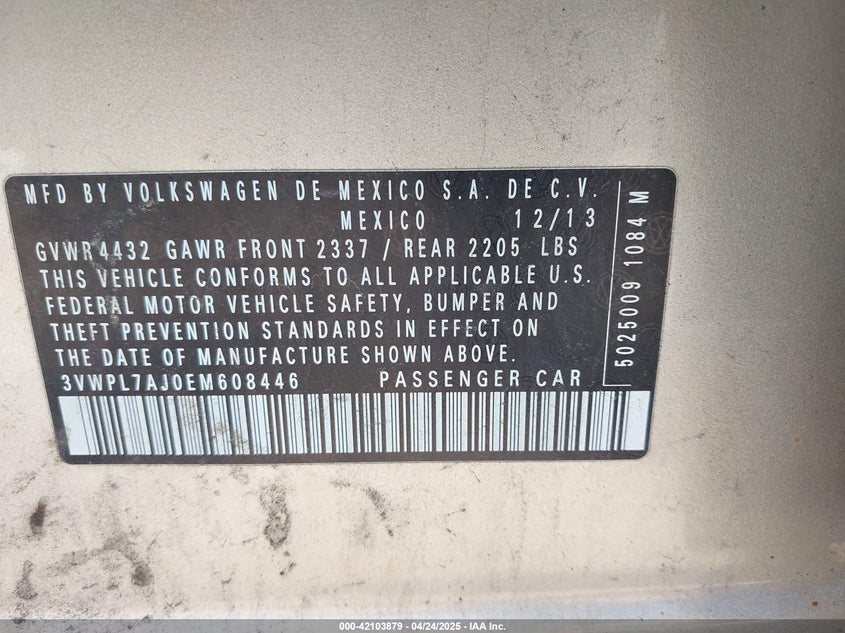 MFD BY VOLKSWAGEN DE MEXICO S.A. DE C.V.
MEXICO 12/13
GVWR 4432 GAWR FRONT 2337 / REAR 2205 LBS
THIS VEHICLE CONFORMS TO ALL APPLICABLE U.S.
FEDERAL MOTOR VEHICLE SAFETY, BUMPER AND
THEFT PREVENTION STANDARDS IN EFFECT ON
THE DATE OF MANUFACTURE SHOWN ABOVE.
3VWPL7AJ0EM608446 PASSENGER CAR
5025009 1084 M
000-42103879 - 04/24/2025 - IAA Inc.